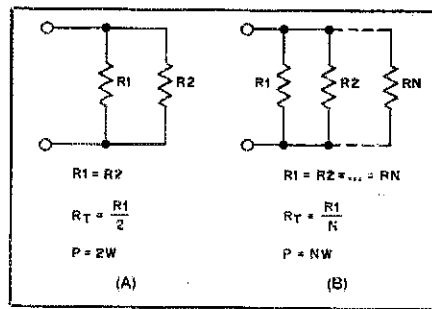 R1 R2
R1 R2 RN
R1 = R2
R1 = R2 = ... = RN
RT = R1/2
RT = R1/N
P = 2W
P = NW
(A)
(B)